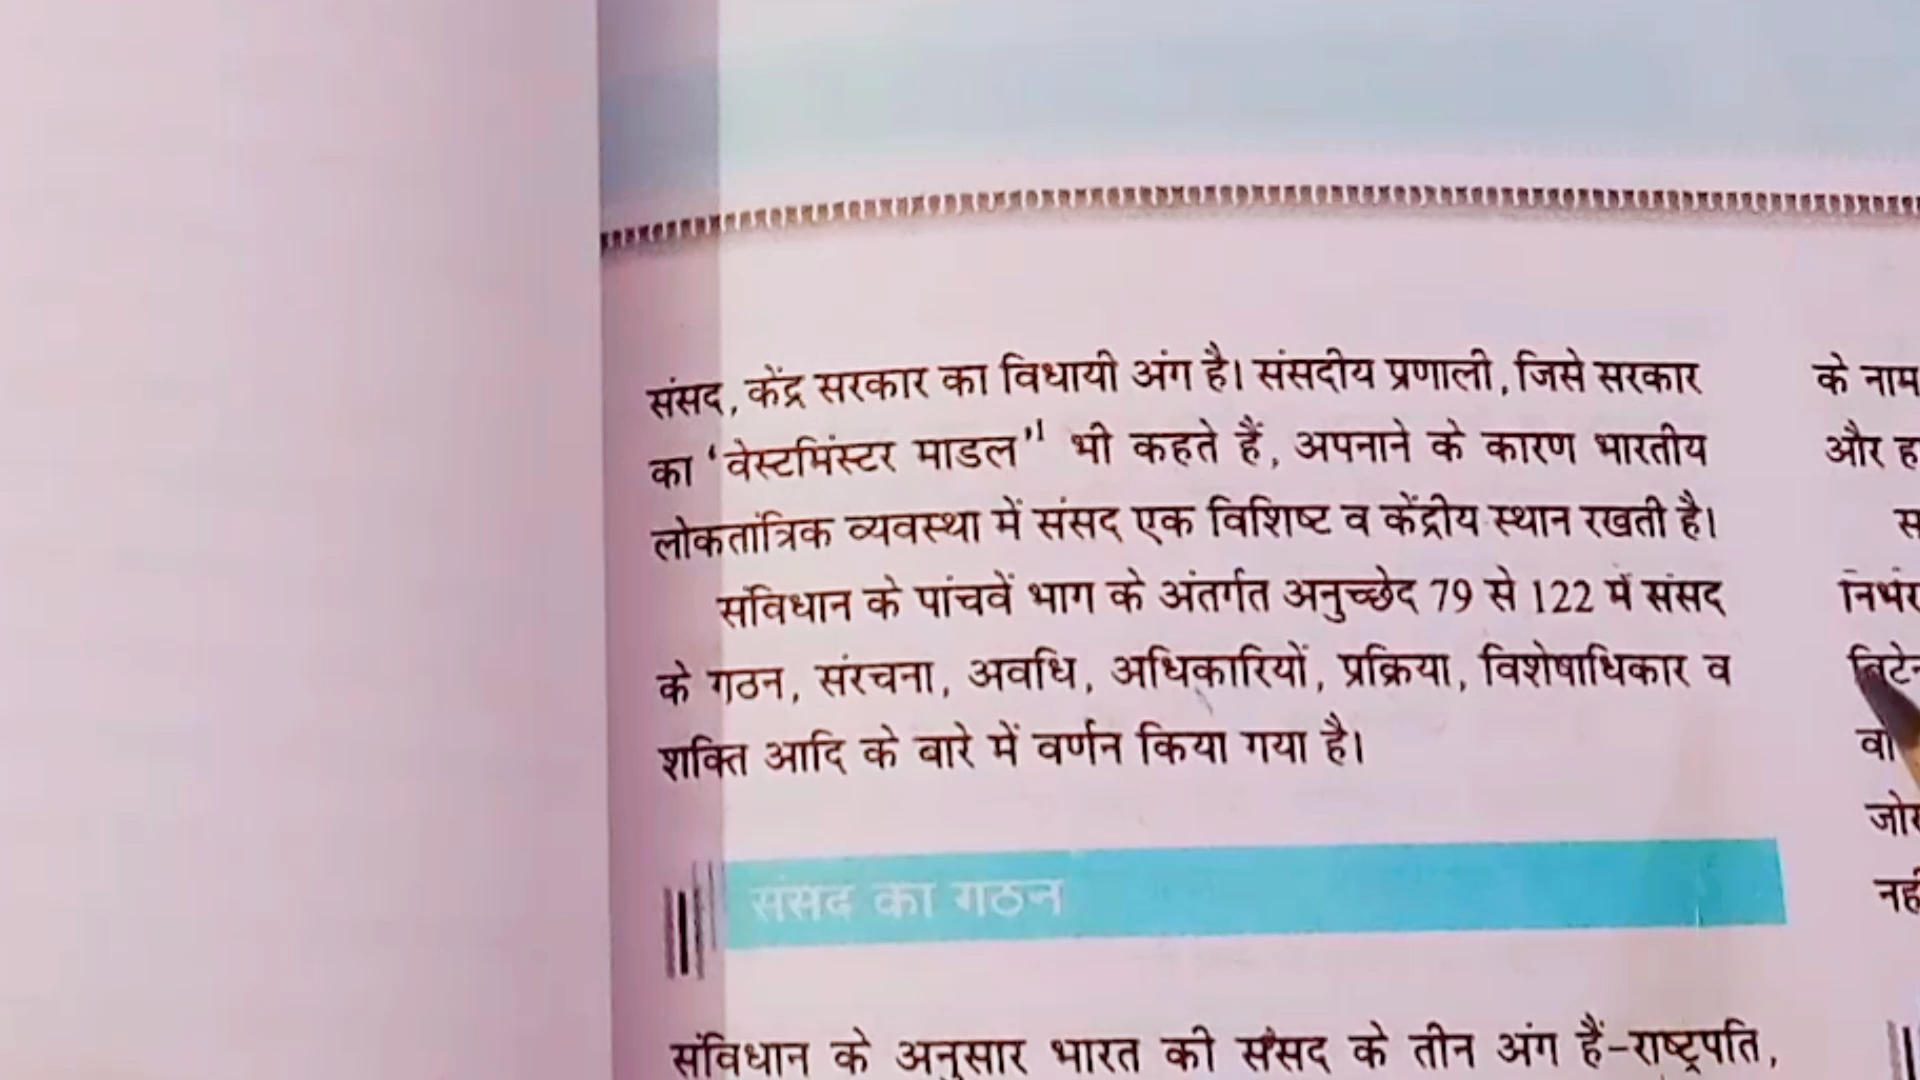 संसद, केंद्र सरकार का विधायी अंग है। संसदीय प्रणाली, जिसे सरकार
का ‘वेस्टमिंस्टर माडल’¹ भी कहते हैं, अपनाने के कारण भारतीय
लोकतांत्रिक व्यवस्था में संसद एक विशिष्ट व केंद्रीय स्थान रखती है।
संविधान के पांचवें भाग के अंतर्गत अनुच्छेद 79 से 122 में संसद
के गठन, संरचना, अवधि, अधिकारियों, प्रक्रिया, विशेषाधिकार व
शक्ति आदि के बारे में वर्णन किया गया है।
संसद का गठन
संविधान के अनुसार भारत की संसद के तीन अंग हैं-राष्ट्रपति,
के नाम
और